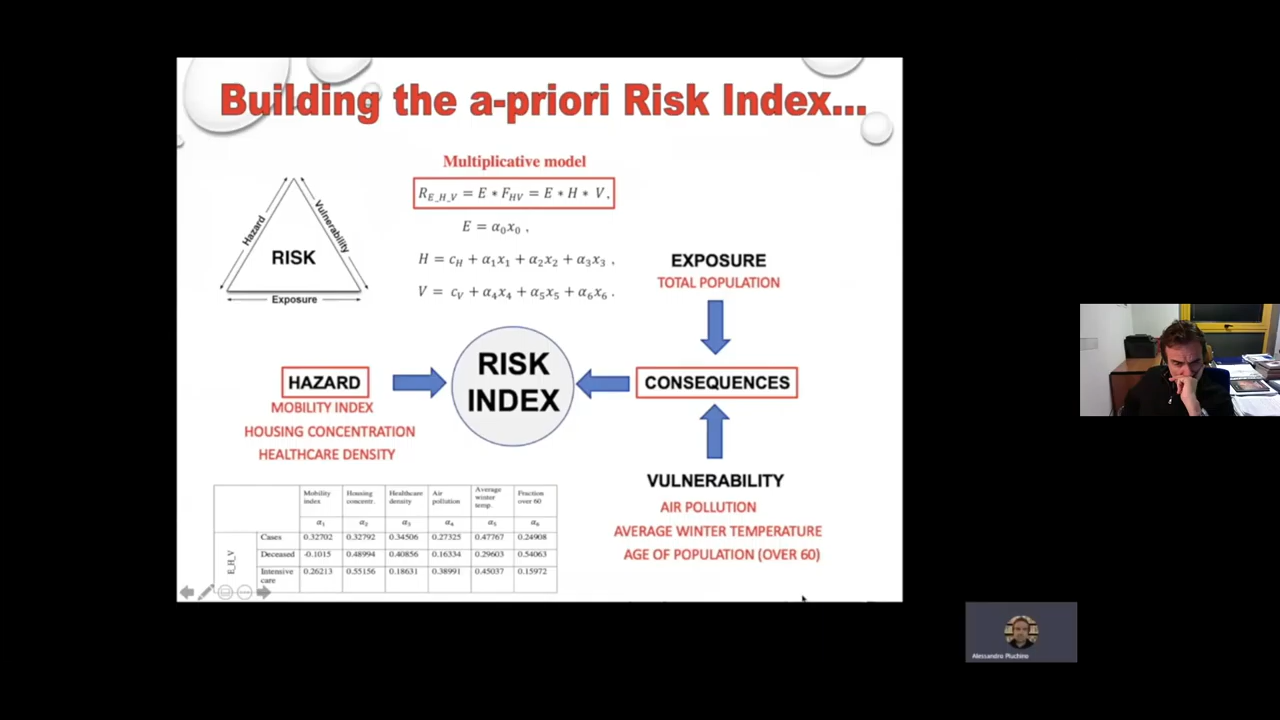 Building the a-priori Risk Index...
Multiplicative model
R_{E_H_V} = E * F_{HV} = E * H * V,
E = α₀x₀ ,
H = c_H + α₁x₁ + α₂x₂ + α₃x₃ ,
V = c_V + α₄x₄ + α₅x₅ + α₆x₆ .
Hazard
Vulnerability
RISK
Exposure
EXPOSURE
TOTAL POPULATION
HAZARD
MOBILITY INDEX
HOUSING CONCENTRATION
HEALTHCARE DENSITY
RISK
INDEX
CONSEQUENCES
VULNERABILITY
AIR POLLUTION
AVERAGE WINTER TEMPERATURE
AGE OF POPULATION (OVER 60)
Mobility index Housing concentr. Healthcare density Air pollution Average winter temp. Fraction over 60
α₁ α₂ α₃ α₄ α₅ α₆
E_H_V
Cases 0.32702 0.32792 0.34506 0.27325 0.47767 0.24908
Deceased -0.1015 0.48994 0.40856 0.16334 0.29603 0.54063
Intensive care 0.26213 0.55156 0.18631 0.38991 0.45037 0.15972
Alessandro Pluchino